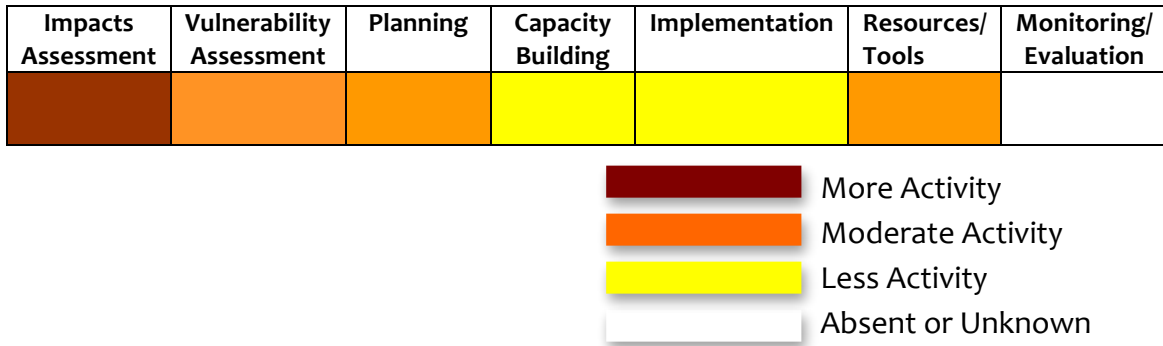 Impacts Assessment
Vulnerability Assessment
Planning
Capacity Building
Implementation
Resources/ Tools
Monitoring/ Evaluation
More Activity
Moderate Activity
Less Activity
Absent or Unknown